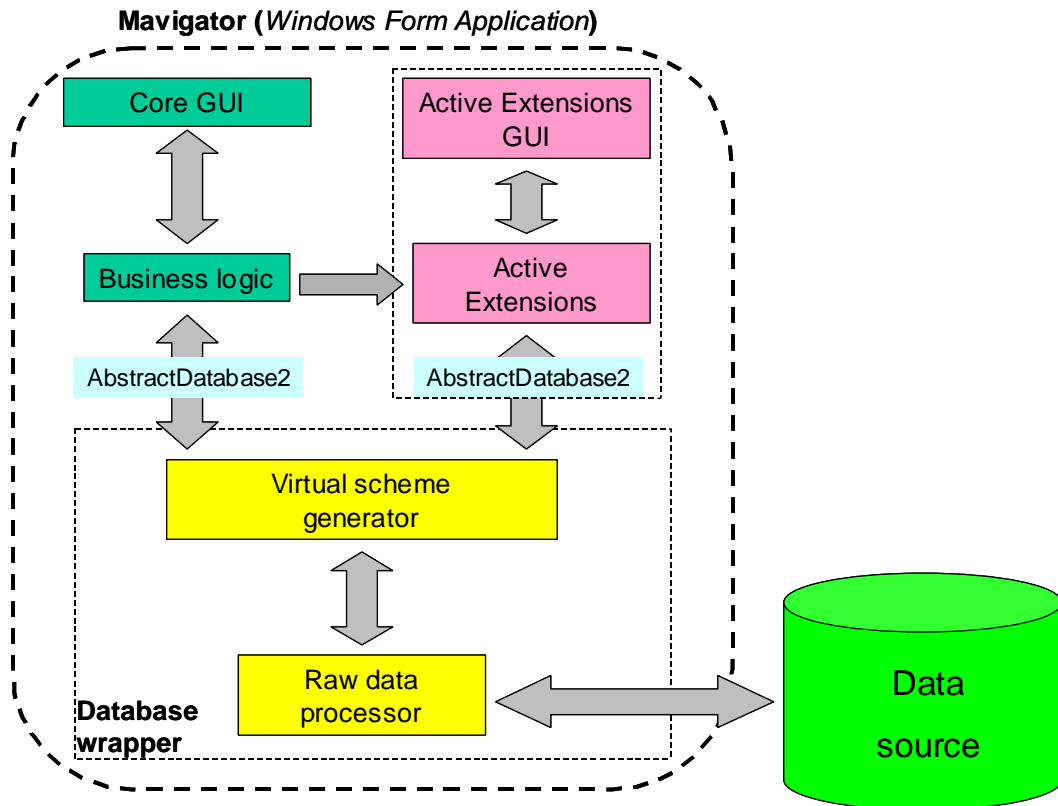 Mavigator (Windows Form Application)
Core GUI
Active Extensions
GUI
Business logic
Active
Extensions
AbstractDatabase2
AbstractDatabase2
Virtual scheme
generator
Raw data
processor
Database
wrapper
Data
source